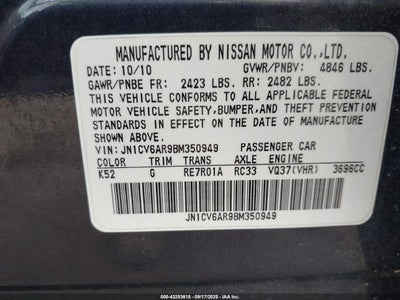 MANUFACTURED BY NISSAN MOTOR CO.,LTD.
DATE: 10/10 GVWR/PNBV: 4846 LBS.
GAWR/PNBE FR: 2423 LBS. RR: 2482 LBS.
THIS VEHICLE CONFORMS TO ALL APPLICABLE FEDERAL
MOTOR VEHICLE SAFETY,BUMPER,AND THEFT PREVENTION
STANDARDS IN EFFECT ON THE DATE OF MANUFACTURE
SHOWN ABOVE.
VIN: JN1CV6AR9BM350949 PASSENGER CAR
COLOR TRIM TRANS AXLE ENGINE
K52 G RE7R01A RC33 VQ37(VHR) 3696CC
JN1CV6AR9BM350949
000-43253618 - 09/17/2025 - IAAI.COM